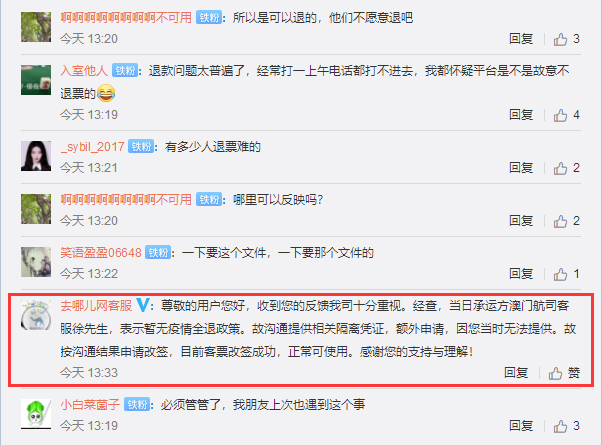 啊啊啊啊啊啊啊啊不可用 铁粉：所以是可以退的，他们不愿意退吧
今天 13:20 回复 3
入室他人 铁粉：退款问题太普遍了，经常打一上午电话都打不进去，我都怀疑平台是不是故意不
退票的😂
今天 13:19 回复 4
_sybil_2017 铁粉：有多少人退票难的
今天 13:21 回复 2
啊啊啊啊啊啊啊啊不可用 铁粉：哪里可以反映吗？
今天 13:20 回复 2
笑语盈盈06648 铁粉：一下要这个文件，一下要那个文件的
今天 13:22 回复 1
去哪儿网客服 V：尊敬的用户您好，收到您的反馈我司十分重视。经查，当日承运方澳门航司客
服徐先生，表示暂无疫情全退政策。故沟通提供相关隔离凭证，额外申请，因您当时无法提供。故
按沟通结果申请改签，目前客票改签成功，正常可使用。感谢您的支持与理解！
今天 13:33 回复 赞
小白菜菌子 铁粉：必须管管了，我朋友上次也遇到这个事
今天 13:19 回复 3